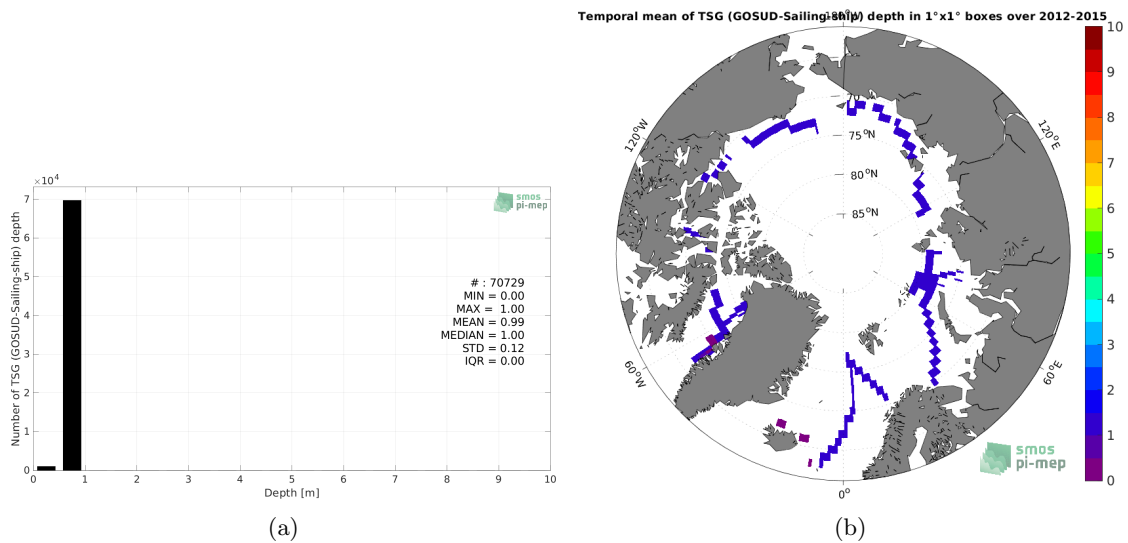 Temporal mean of TSG (GOSUD-Sailing-ship) depth in 1°x1° boxes over 2012-2015
×10⁴
7
6
5
4
3
2
1
0
Number of TSG (GOSUD-Sailing-ship) depth
smos
pi-mep
# : 70729
MIN = 0.00
MAX = 1.00
MEAN = 0.99
MEDIAN = 1.00
STD = 0.12
IQR = 0.00
0 1 2 3 4 5 6 7 8 9 10
Depth [m]
(a)
120°W
120°E
75°N
80°N
85°N
60°W
60°E
0°
smos
pi-mep
10
9
8
7
6
5
4
3
2
1
0
(b)